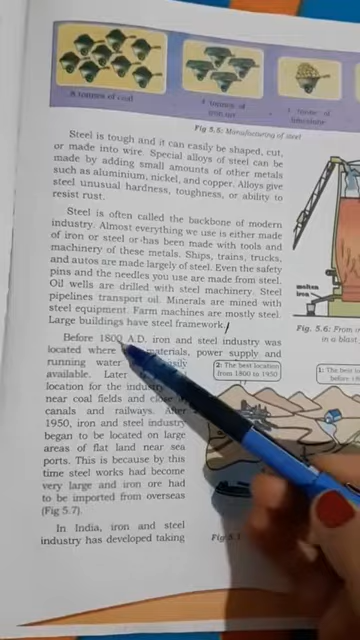 8 tonnes of coal
4 tonnes of iron ore
1 tonne of limestone
Fig 5.5: Manufacturing of steel
Steel is tough and it can easily be shaped, cut,
or made into wire. Special alloys of steel can be
made by adding small amounts of other metals
such as aluminium, nickel, and copper. Alloys give
steel unusual hardness, toughness, or ability to
resist rust.
Steel is often called the backbone of modern
industry. Almost everything we use is either made
of iron or steel or has been made with tools and
machinery of these metals. Ships, trains, trucks,
and autos are made largely of steel. Even the safety
pins and the needles you use are made from steel.
Oil wells are drilled with steel machinery. Steel
pipelines transport oil. Minerals are mined with
steel equipment. Farm machines are mostly steel.
Large buildings have steel framework.
Before 1800 A.D. iron and steel industry was
located where materials, power supply and
running water easily
available. Later
location for the industry
near coal fields and close
canals and railways. After
1950, iron and steel industry
began to be located on large
areas of flat land near sea
ports. This is because by this
time steel works had become
very large and iron ore had
to be imported from overseas
(Fig 5.7).
In India, iron and steel
industry has developed taking
molten
iron
Fig. 5.6: From
in a blast
2: The best location
from 1800 to 1950
1: The best